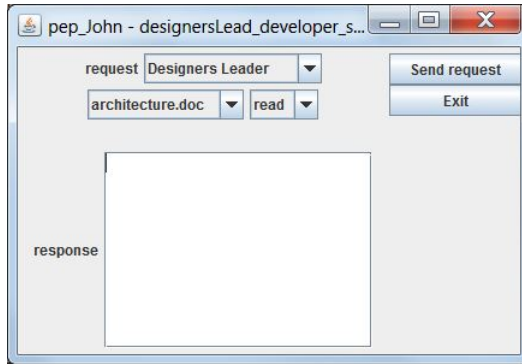 pep_John - designersLead_developer_s...
request Designers Leader Send request
architecture.doc read Exit
response